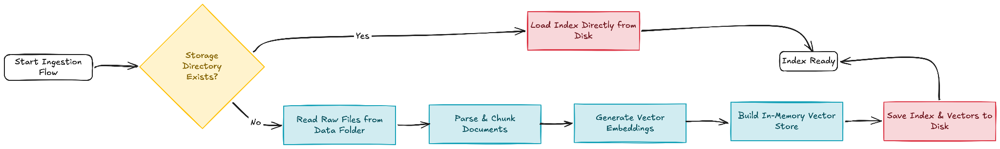 Start Ingestion
Flow
Storage
Directory
Exists?
Yes
Load Index Directly from
Disk
Index Ready
No
Read Raw Files from
Data Folder
Parse & Chunk
Documents
Generate Vector
Embeddings
Build In-Memory Vector
Store
Save Index & Vectors to
Disk